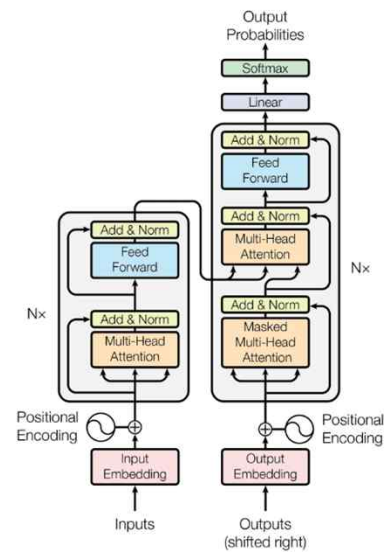 Output
Probabilities
Softmax
Linear
Add & Norm
Feed
Forward
Add & Norm
Multi-Head
Attention
Nx
Add & Norm
Masked
Multi-Head
Attention
Add & Norm
Feed
Forward
Nx
Add & Norm
Multi-Head
Attention
Positional
Encoding
Positional
Encoding
Input
Embedding
Output
Embedding
Inputs
Outputs
(shifted right)